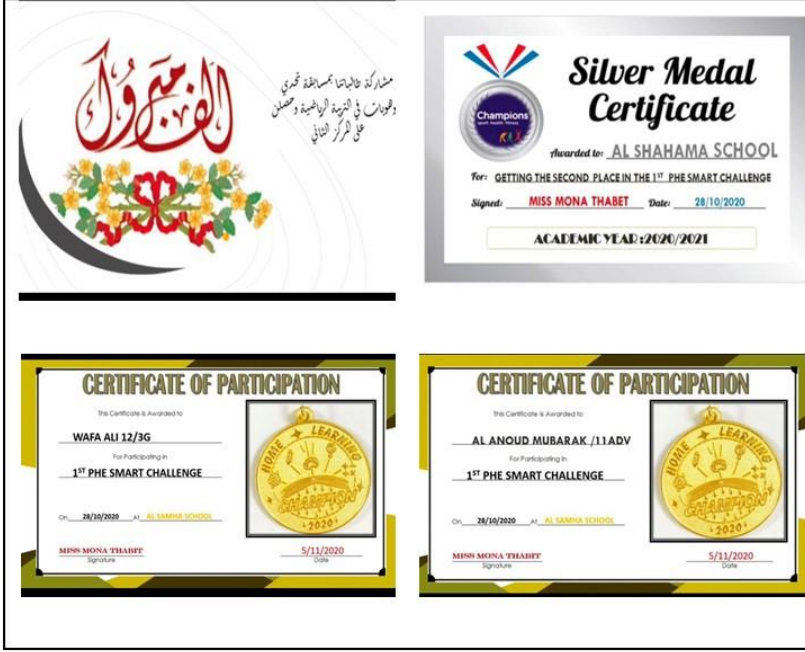 الف مبروك
مشاركة طالباتنا بمسابقة تحدي
وهوبات في التربية الرياضية وحصلن
على المركز الثاني
Silver Medal
Certificate
Champions
sport health fitness
Awarded to: AL SHAHAMA SCHOOL
For: GETTING THE SECOND PLACE IN THE 1ST PHE SMART CHALLENGE
Signed: MISS MONA THABET Date: 28/10/2020
ACADEMIC YEAR :2020/2021
CERTIFICATE OF PARTICIPATION
This Certificate is Awarded to
WAFA ALI 12/3G
For Participating in
1ST PHE SMART CHALLENGE
On 28/10/2020 At AL SAMHA SCHOOL
MISS MONA THABIT
Signature
5/11/2020
Date
HOME LEARNING
CHAMPION
2020
CERTIFICATE OF PARTICIPATION
This Certificate is Awarded to
AL ANOUD MUBARAK /11ADV
For Participating in
1ST PHE SMART CHALLENGE
On 28/10/2020 At AL SAMHA SCHOOL
MISS MONA THABIT
Signature
5/11/2020
Date
HOME LEARNING
CHAMPION
2020